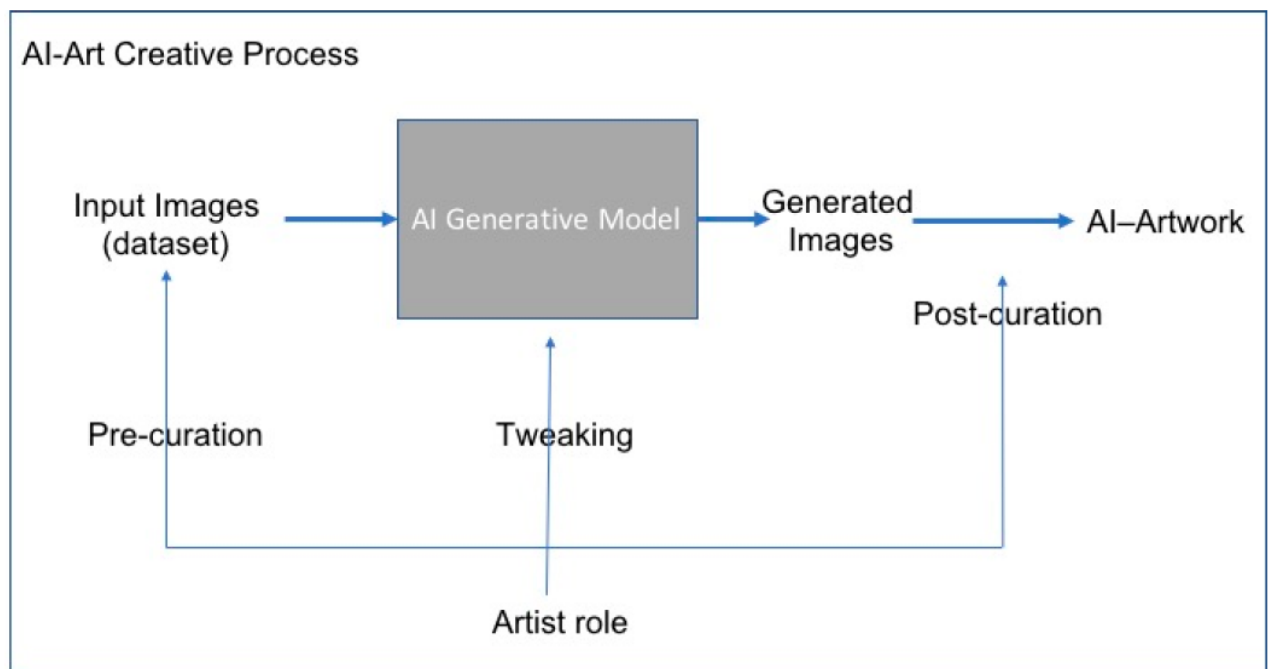 AI-Art Creative Process
Input Images
(dataset)
AI Generative Model
Generated
Images
AI–Artwork
Post-curation
Pre-curation
Tweaking
Artist role